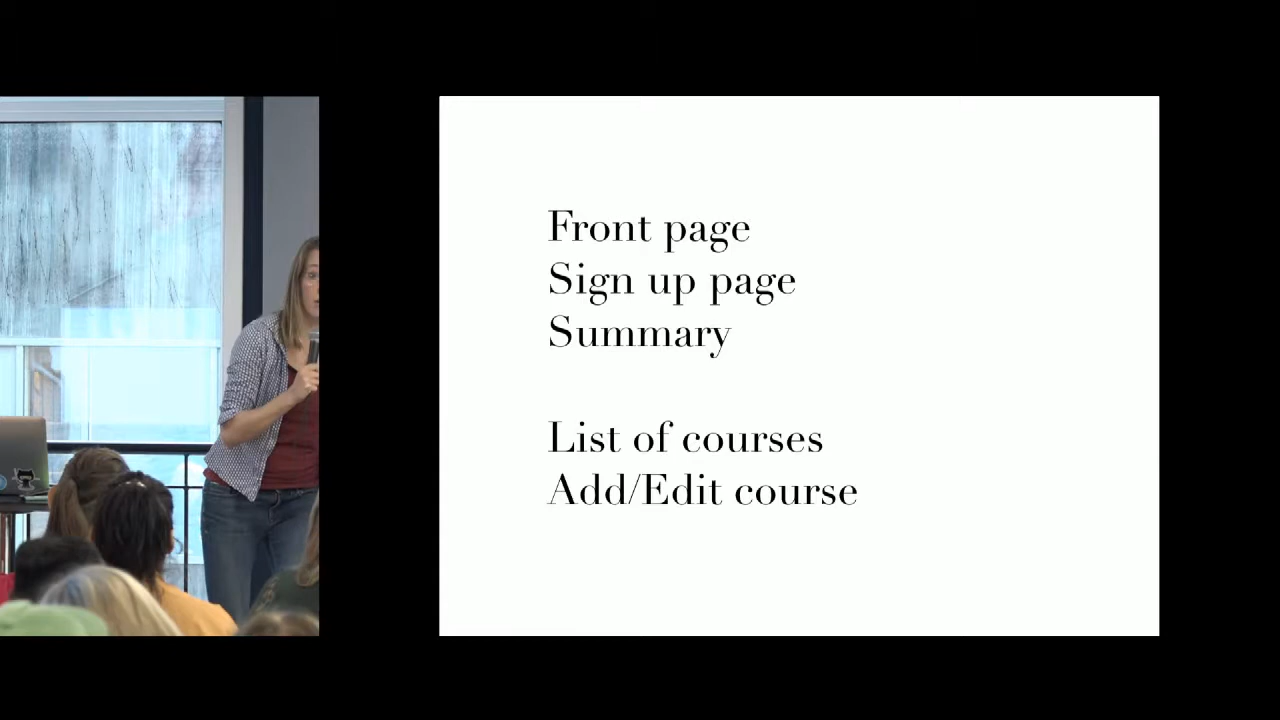 Front page
Sign up page
Summary
List of courses
Add/Edit course